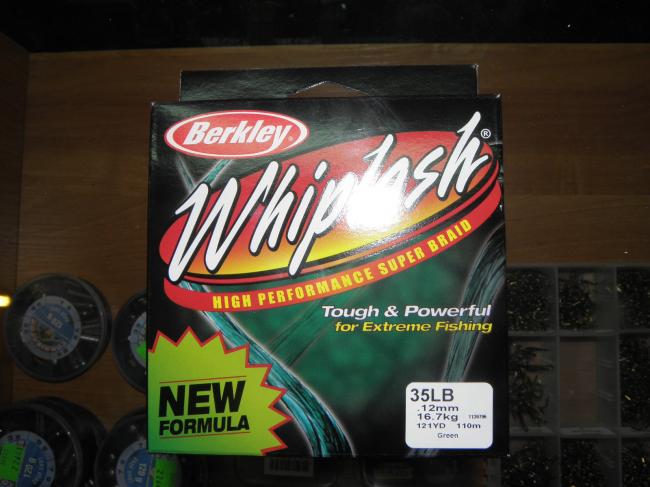 Berkley®
Whiplash®
HIGH PERFORMANCE SUPER BRAID
Tough & Powerful
for Extreme Fishing
NEW
FORMULA
35LB
.12mm
16.7kg
121YD 110m
Green